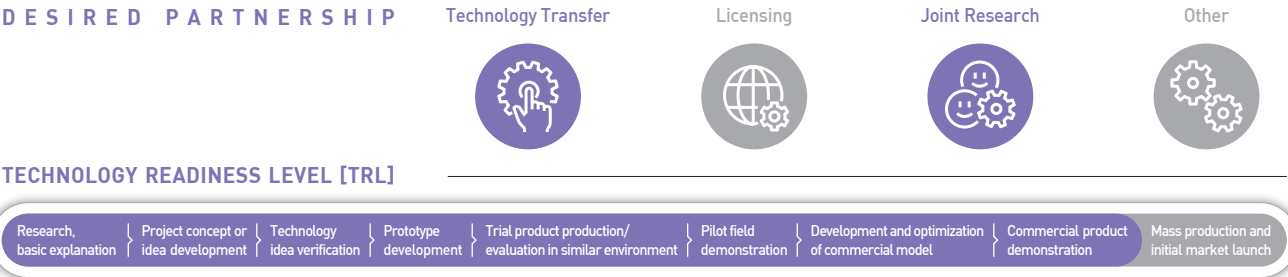 DESIRED PARTNERSHIP
Technology Transfer
Licensing
Joint Research
Other
TECHNOLOGY READINESS LEVEL [TRL]
Research,
basic explanation
Project concept or
idea development
Technology
idea verification
Prototype
development
Trial product production/
evaluation in similar environment
Pilot field
demonstration
Development and optimization
of commercial model
Commercial product
demonstration
Mass production and
initial market launch